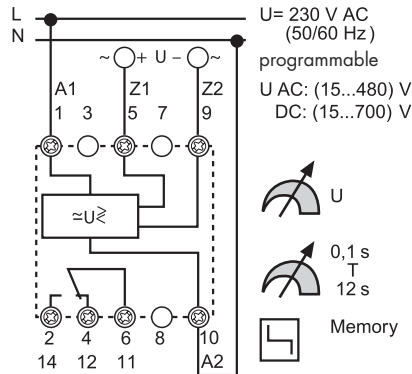 L
U= 230 V AC
N
(50/60 Hz )
~ + U − ~
programmable
A1 Z1 Z2
U AC: (15...480) V
1 3 5 7 9
DC: (15...700) V
≃U≷
U
0,1 s
T
12 s
2 4 6 8 10
Memory
14 12 11 A2